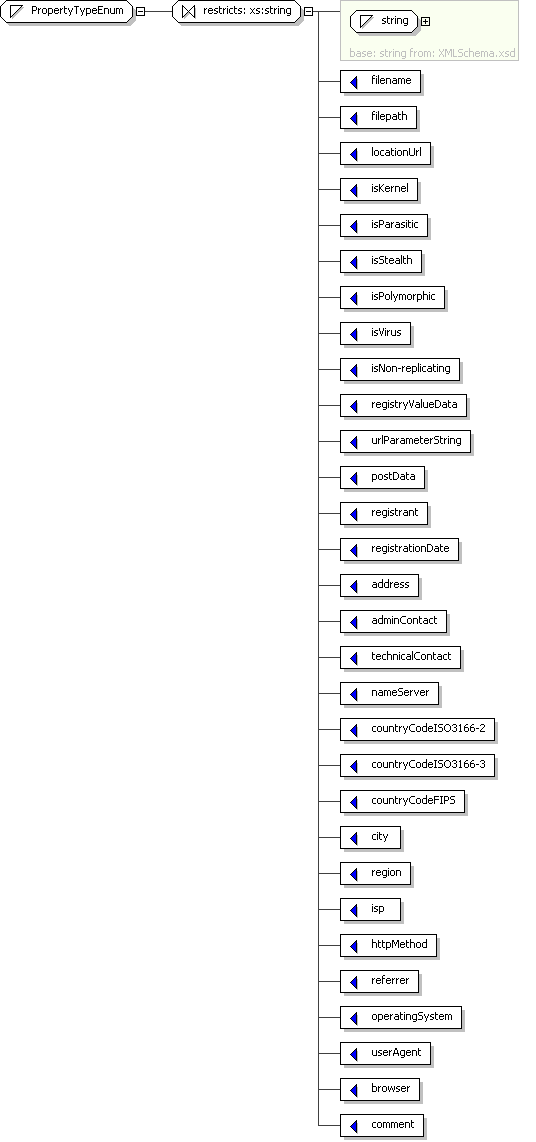 PropertyTypeEnum
restricts: xs:string
string
base: string from: XMLSchema.xsd
filename
filepath
locationUrl
isKernel
isParasitic
isStealth
isPolymorphic
isVirus
isNon-replicating
registryValueData
urlParameterString
postData
registrant
registrationDate
address
adminContact
technicalContact
nameServer
countryCodeISO3166-2
countryCodeISO3166-3
countryCodeFIPS
city
region
isp
httpMethod
referrer
operatingSystem
userAgent
browser
comment